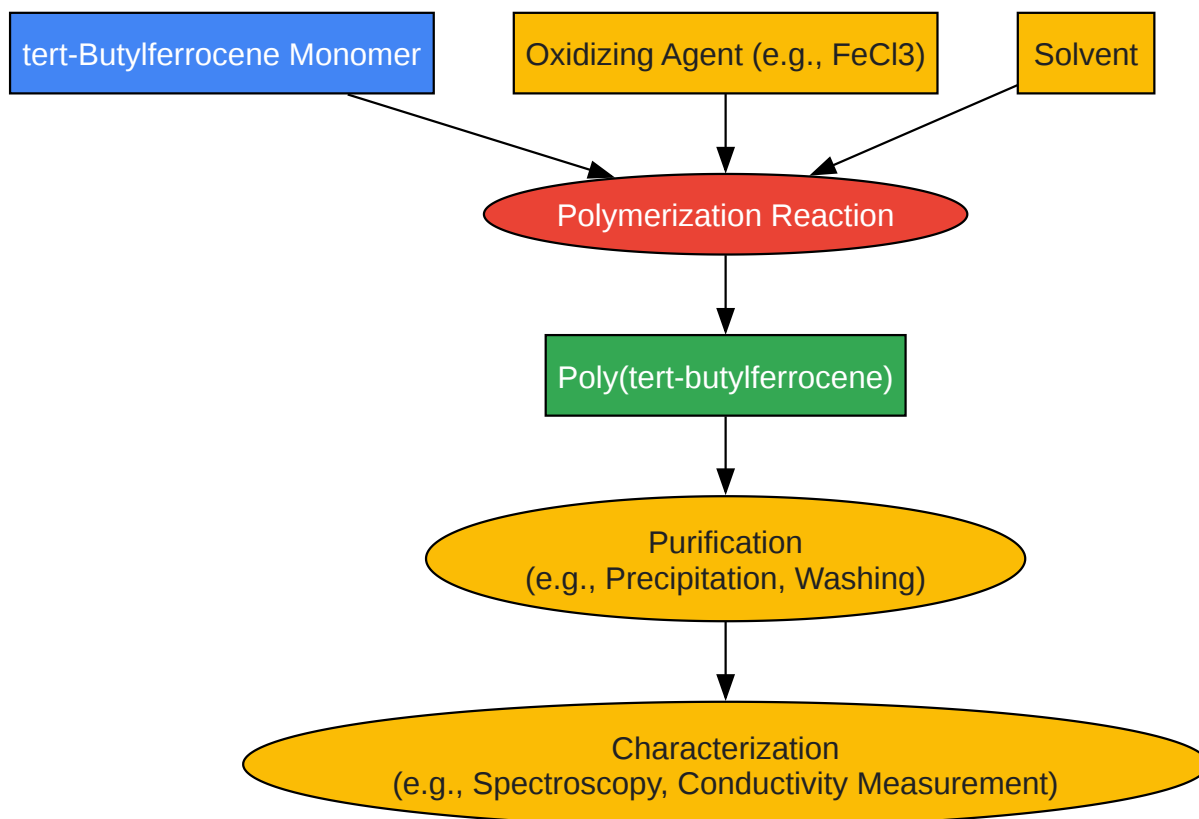 tert-Butylferrocene Monomer
Oxidizing Agent (e.g., FeCl3)
Solvent
Polymerization Reaction
Poly(tert-butylferrocene)
Purification
(e.g., Precipitation, Washing)
Characterization
(e.g., Spectroscopy, Conductivity Measurement)